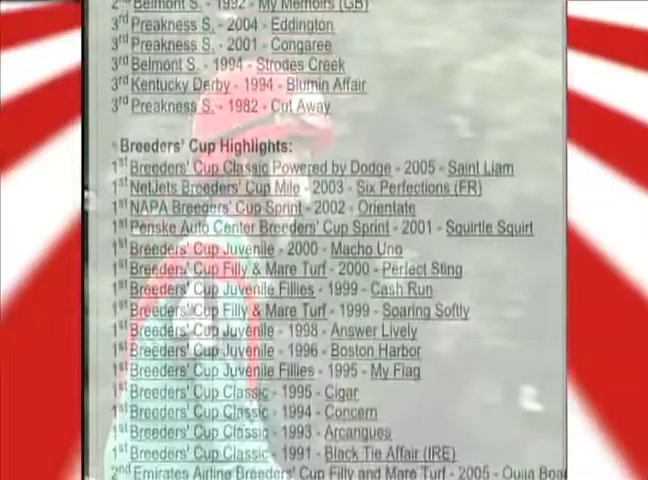 2nd Belmont S. - 1992 - My Memoirs (GB)
3rd Preakness S. - 2004 - Eddington
3rd Preakness S. - 2001 - Congaree
3rd Belmont S. - 1994 - Strodes Creek
3rd Kentucky Derby - 1994 - Blumin Affair
3rd Preakness S. - 1982 - Cut Away
Breeders' Cup Highlights:
1st Breeders' Cup Classic Powered by Dodge - 2005 - Saint Liam
1st NetJets Breeders' Cup Mile - 2003 - Six Perfections (FR)
1st NAPA Breeders' Cup Sprint - 2002 - Orientate
1st Penske Auto Center Breeders' Cup Sprint - 2001 - Squirtle Squirt
1st Breeders' Cup Juvenile - 2000 - Macho Uno
1st Breeders' Cup Filly & Mare Turf - 2000 - Perfect Sting
1st Breeders' Cup Juvenile Fillies - 1999 - Cash Run
1st Breeders' Cup Filly & Mare Turf - 1999 - Soaring Softly
1st Breeders' Cup Juvenile - 1998 - Answer Lively
1st Breeders' Cup Juvenile - 1996 - Boston Harbor
1st Breeders' Cup Juvenile Fillies - 1995 - My Flag
1st Breeders' Cup Classic - 1995 - Cigar
1st Breeders' Cup Classic - 1994 - Concern
1st Breeders' Cup Classic - 1993 - Arcangues
1st Breeders' Cup Classic - 1991 - Black Tie Affair (IRE)
2nd Emirates Airline Breeders' Cup Filly and Mare Turf - 2005 - Ouija Boa